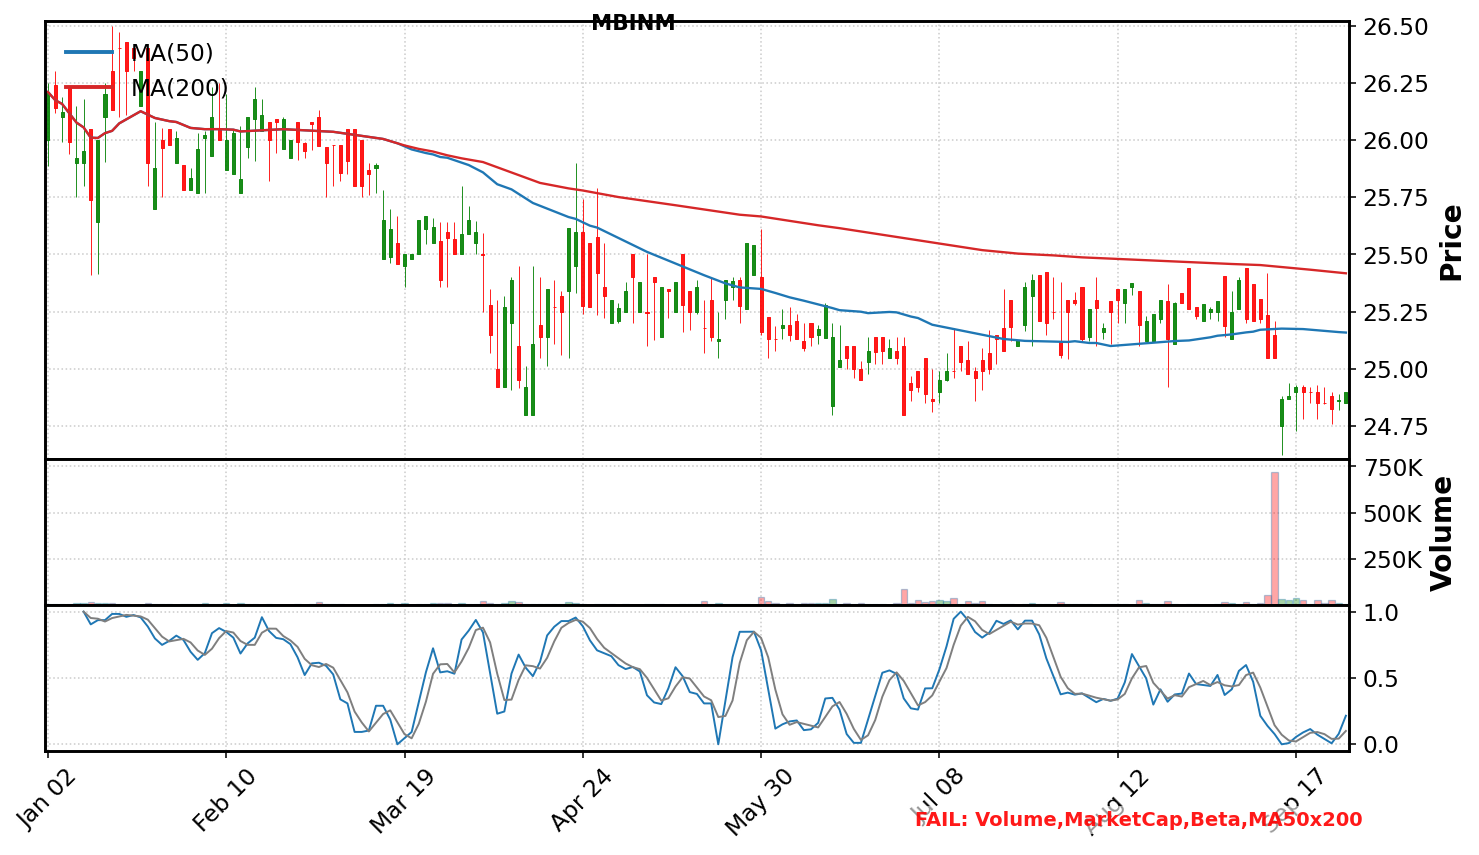 MBINM
MA(50)
MA(200)
26.50
26.25
26.00
25.75
25.50
25.25
25.00
24.75
Price
750K
500K
250K
Volume
1.0
0.5
0.0
Jan 02
Feb 10
Mar 19
Apr 24
May 30
Jul 08
Aug 12
Sep 17
FAIL: Volume,MarketCap,Beta,MA50x200